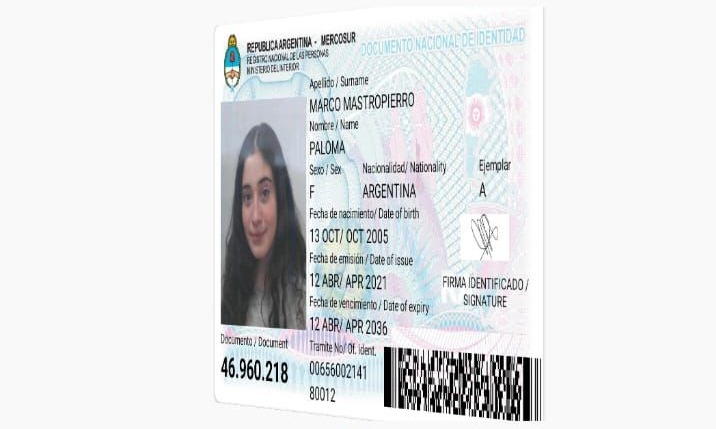 REPUBLICA ARGENTINA - MERCOSUR
REGISTRO NACIONAL DE LAS PERSONAS
MINISTERIO DEL INTERIOR
DOCUMENTO NACIONAL DE IDENTIDAD
Apellido / Surname
MARCO MASTROPIERRO
Nombre / Name
PALOMA
Sexo / Sex Nacionalidad/ Nationality Ejemplar
F ARGENTINA A
Fecha de nacimiento/ Date of birth
13 OCT/ OCT 2005
Fecha de emisión / Date of issue
12 ABR/ APR 2021
FIRMA IDENTIFICADO /
SIGNATURE
Fecha de vencimiento / Date of expiry
12 ABR/ APR 2036
Documento / Document
46.960.218
Tramite No/ Of. ident.
00656002141
80012